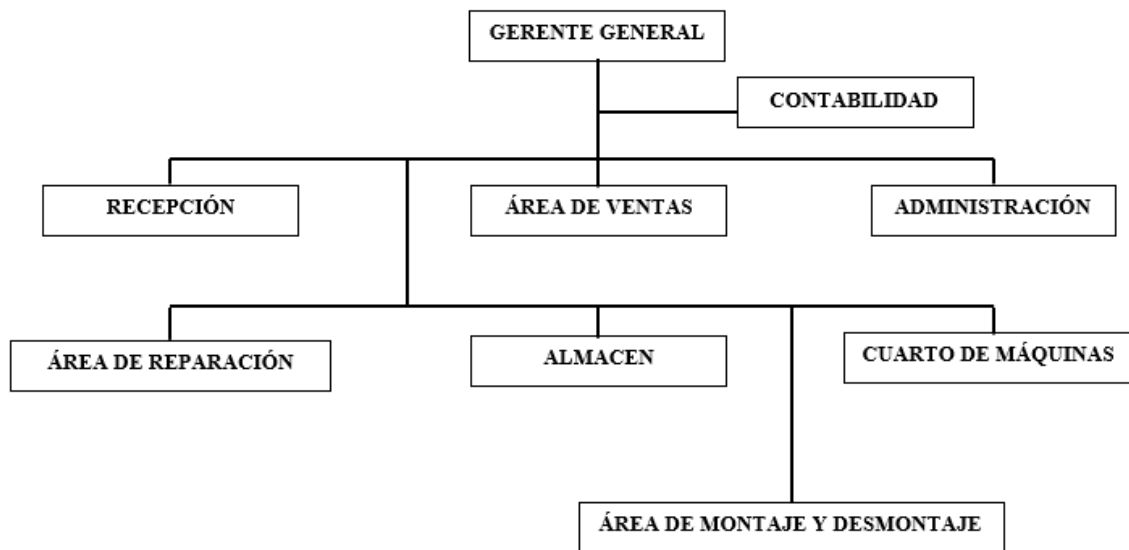 GERENTE GENERAL
CONTABILIDAD
RECEPCIÓN
ÁREA DE VENTAS
ADMINISTRACIÓN
ÁREA DE REPARACIÓN
ALMACEN
CUARTO DE MÁQUINAS
ÁREA DE MONTAJE Y DESMONTAJE